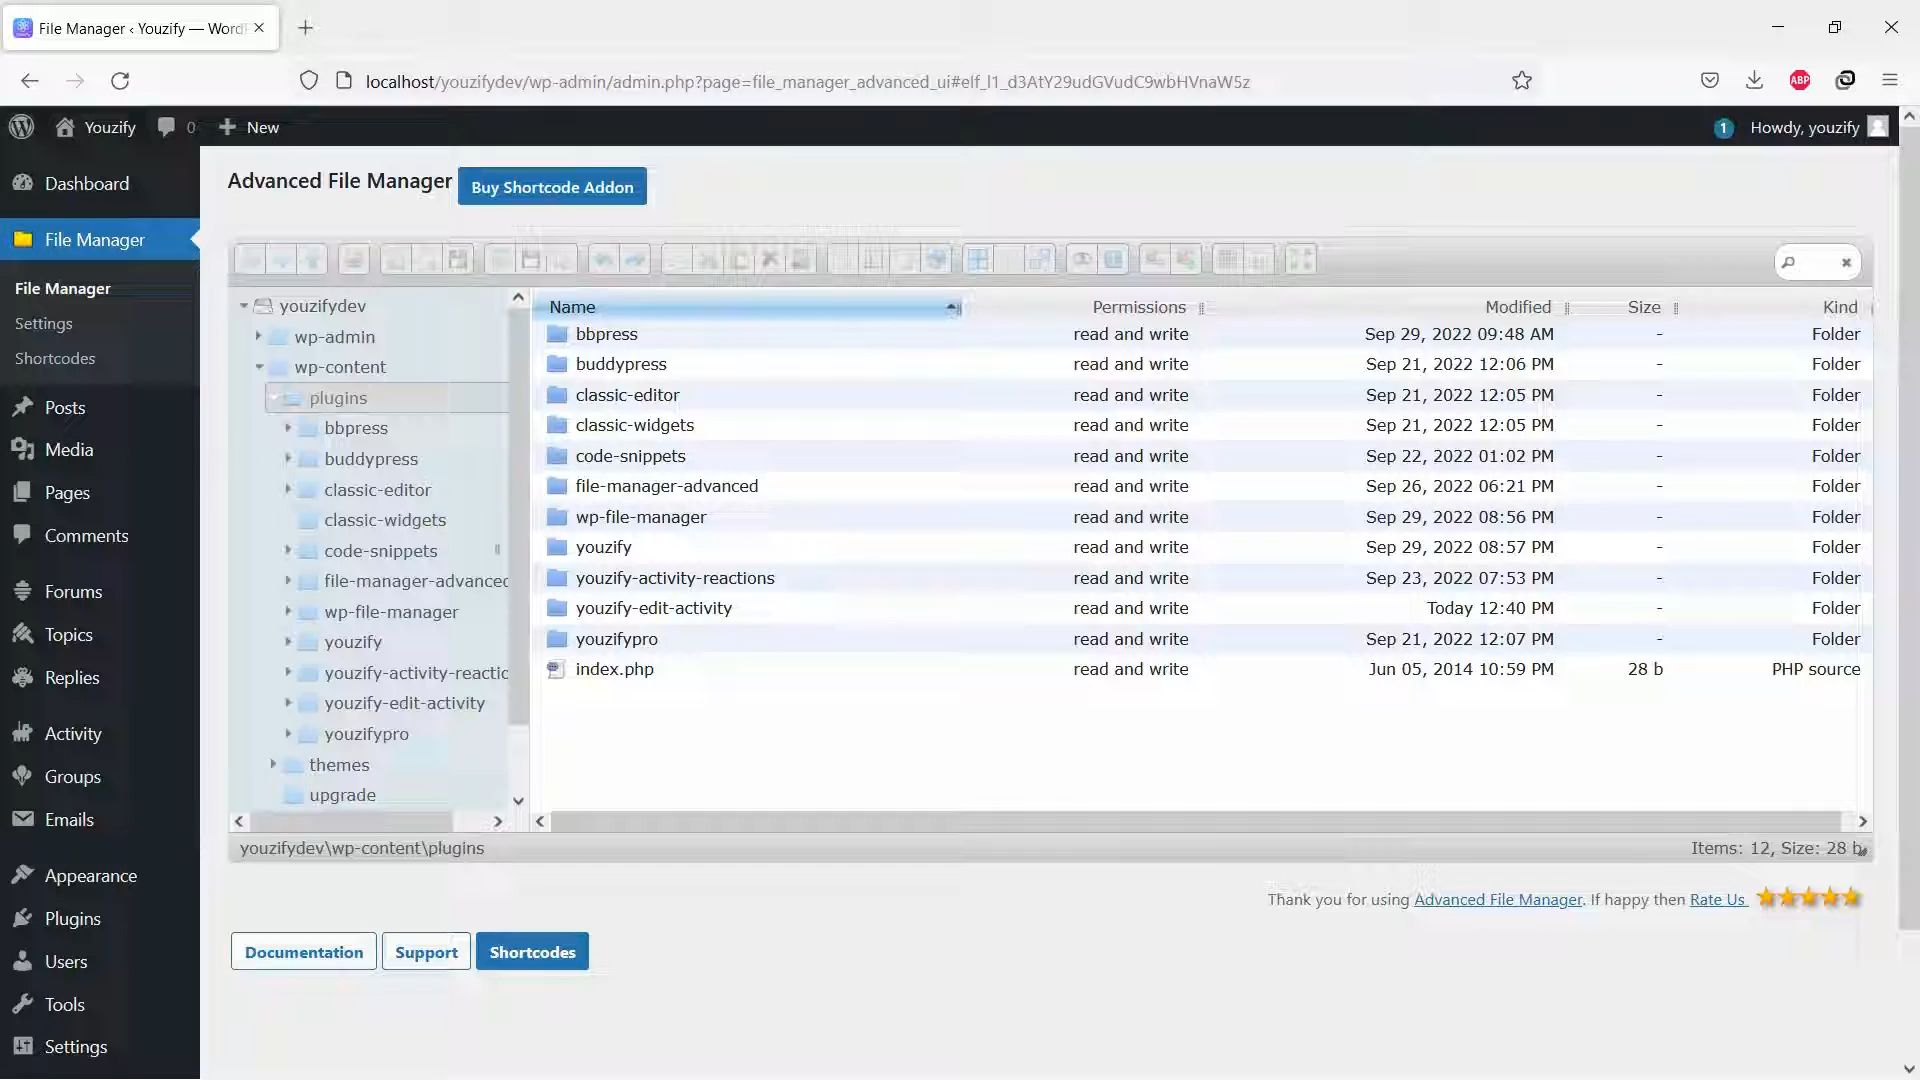 File Manager ‹ Youzify — Word
localhost/youzifydev/wp-admin/admin.php?page=file_manager_advanced_ui#elf_l1_d3AtY29udGVudC9wbHVnaW5z
ABP
Youzify 0 New 1 Howdy, youzify
Dashboard
File Manager
File Manager
Settings
Shortcodes
Posts
Media
Pages
Comments
Forums
Topics
Replies
Activity
Groups
Emails
Appearance
Plugins
Users
Tools
Settings
Advanced File Manager Buy Shortcode Addon
youzifydev
wp-admin
wp-content
plugins
bbpress
buddypress
classic-editor
classic-widgets
code-snippets
file-manager-advanced
wp-file-manager
youzify
youzify-activity-reactic
youzify-edit-activity
youzifypro
themes
upgrade
Name Permissions Modified Size Kind
bbpress read and write Sep 29, 2022 09:48 AM - Folder
buddypress read and write Sep 21, 2022 12:06 PM - Folder
classic-editor read and write Sep 21, 2022 12:05 PM - Folder
classic-widgets read and write Sep 21, 2022 12:05 PM - Folder
code-snippets read and write Sep 22, 2022 01:02 PM - Folder
file-manager-advanced read and write Sep 26, 2022 06:21 PM - Folder
wp-file-manager read and write Sep 29, 2022 08:56 PM - Folder
youzify read and write Sep 29, 2022 08:57 PM - Folder
youzify-activity-reactions read and write Sep 23, 2022 07:53 PM - Folder
youzify-edit-activity read and write Today 12:40 PM - Folder
youzifypro read and write Sep 21, 2022 12:07 PM - Folder
index.php read and write Jun 05, 2014 10:59 PM 28 b PHP source
youzifydev\wp-content\plugins Items: 12, Size: 28 b
Thank you for using Advanced File Manager. If happy then Rate Us
Documentation Support Shortcodes